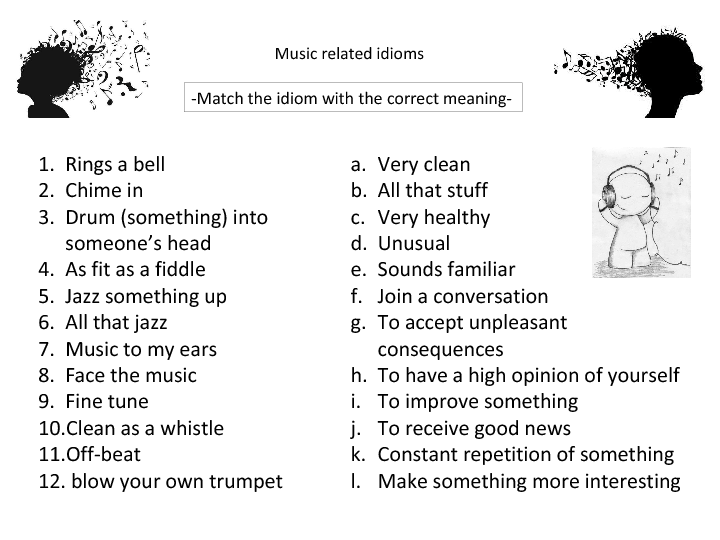 Music related idioms
-Match the idiom with the correct meaning-
1. Rings a bell
2. Chime in
3. Drum (something) into
someone’s head
4. As fit as a fiddle
5. Jazz something up
6. All that jazz
7. Music to my ears
8. Face the music
9. Fine tune
10.Clean as a whistle
11.Off-beat
12. blow your own trumpet
a. Very clean
b. All that stuff
c. Very healthy
d. Unusual
e. Sounds familiar
f. Join a conversation
g. To accept unpleasant
consequences
h. To have a high opinion of yourself
i. To improve something
j. To receive good news
k. Constant repetition of something
l. Make something more interesting